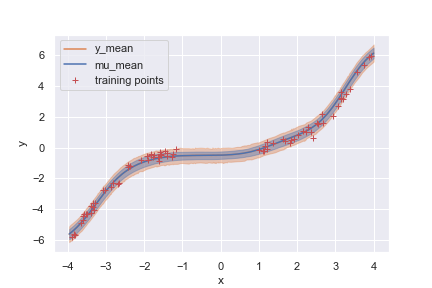 y_mean
mu_mean
training points
6
4
2
0
−2
−4
−6
y
−4 −3 −2 −1 0 1 2 3 4
x